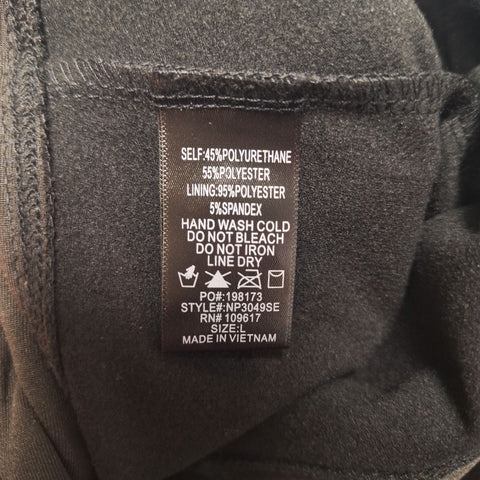 SELF:45%POLYURETHANE
55%POLYESTER
LINING:95%POLYESTER
5%SPANDEX
HAND WASH COLD
DO NOT BLEACH
DO NOT IRON
LINE DRY
PO#:198173
STYLE#:NP3049SE
RN# 109617
SIZE:L
MADE IN VIETNAM